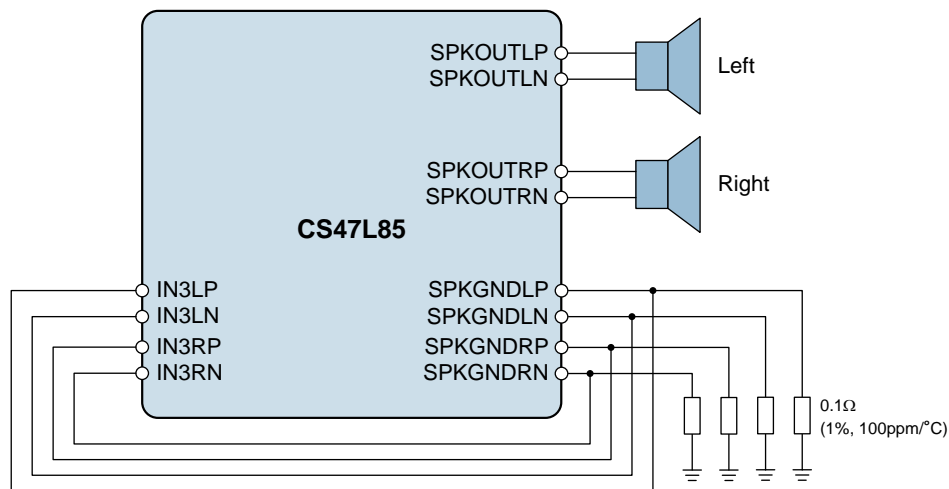 SPKOUTLP
SPKOUTLN
Left
SPKOUTRP
SPKOUTRN
Right
CS47L85
IN3LP
IN3LN
IN3RP
IN3RN
SPKGNDLP
SPKGNDLN
SPKGNDRP
SPKGNDRN
0.1Ω
(1%, 100ppm/°C)